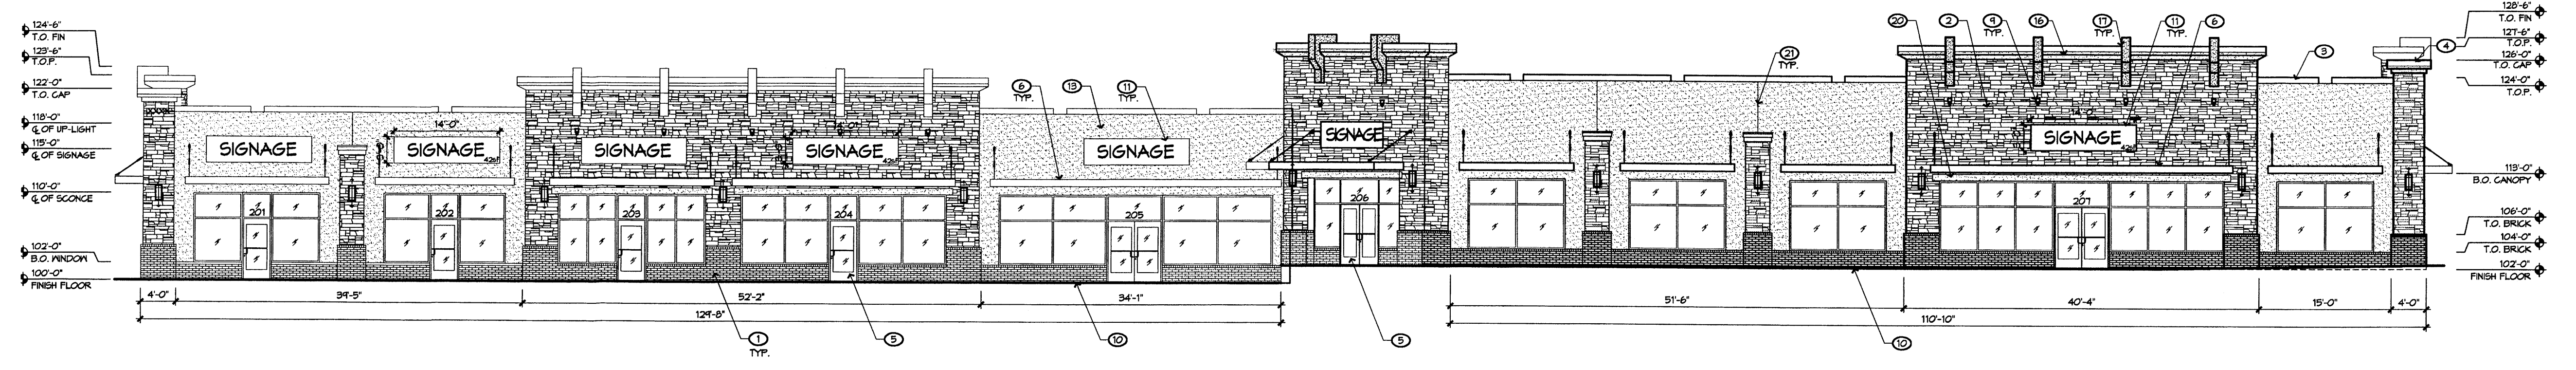 124'-6"
T.O. FIN
123'-6"
T.O.P.
122'-0"
T.O. CAP
118'-0"
℄ OF UP-LIGHT
115'-0"
℄ OF SIGNAGE
110'-0"
℄ OF SCONCE
102'-0"
B.O. WINDOW
100'-0"
FINISH FLOOR
SIGNAGE
14'-0"
SIGNAGE
SIGNAGE
14'-0"
SIGNAGE
6
TYP.
13
11
TYP.
SIGNAGE
SIGNAGE
21
TYP.
20
2
9
TYP.
16
17
TYP.
11
TYP.
6
14'-0"
SIGNAGE
3
4
201
202
203
204
205
206
207
128'-6"
T.O. FIN
127'-6"
T.O.P.
126'-0"
T.O. CAP
124'-0"
T.O.P.
113'-0"
B.O. CANOPY
106'-0"
T.O. BRICK
104'-0"
T.O. BRICK
102'-0"
FINISH FLOOR
4'-0"
39'-5"
52'-2"
34'-1"
129'-8"
51'-6"
40'-4"
15'-0"
4'-0"
110'-10"
1
TYP.
5
10
5
10